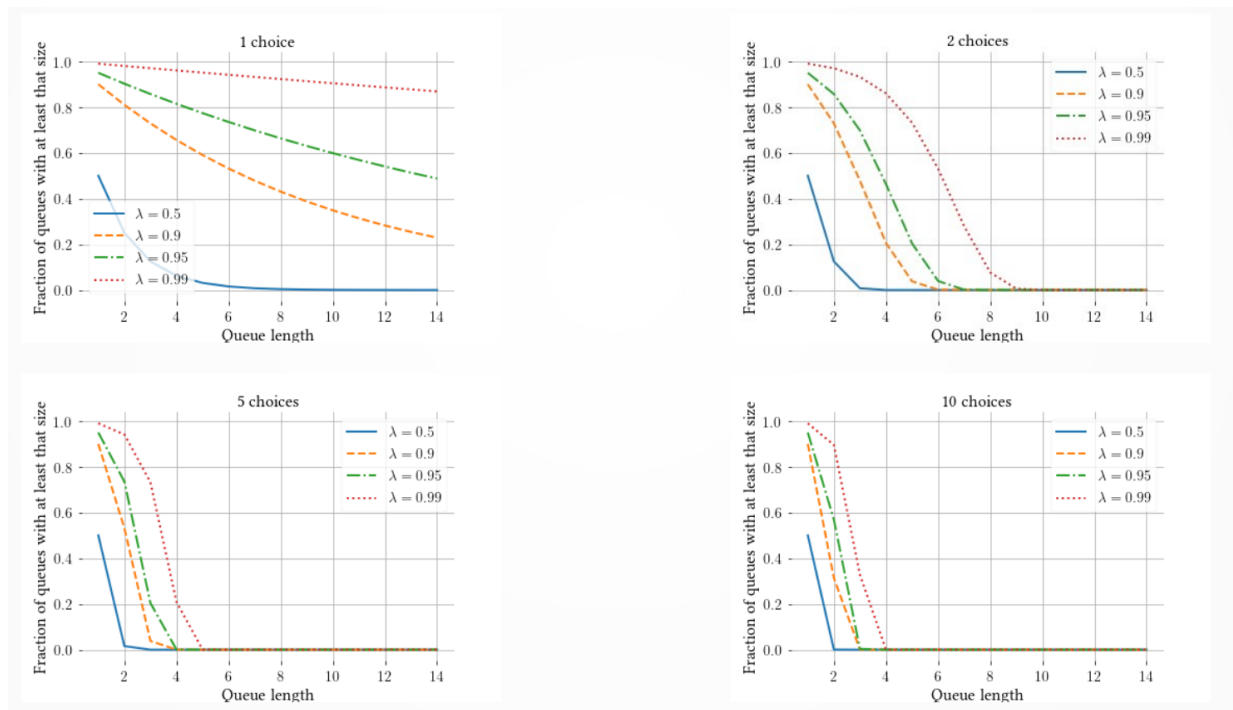 1 choice
Fraction of queues with at least that size
1.0
0.8
0.6
0.4
0.2
0.0
λ = 0.5
λ = 0.9
λ = 0.95
λ = 0.99
2 4 6 8 10 12 14
Queue length
2 choices
Fraction of queues with at least that size
1.0
0.8
0.6
0.4
0.2
0.0
λ = 0.5
λ = 0.9
λ = 0.95
λ = 0.99
2 4 6 8 10 12 14
Queue length
5 choices
Fraction of queues with at least that size
1.0
0.8
0.6
0.4
0.2
0.0
λ = 0.5
λ = 0.9
λ = 0.95
λ = 0.99
2 4 6 8 10 12 14
Queue length
10 choices
Fraction of queues with at least that size
1.0
0.8
0.6
0.4
0.2
0.0
λ = 0.5
λ = 0.9
λ = 0.95
λ = 0.99
2 4 6 8 10 12 14
Queue length